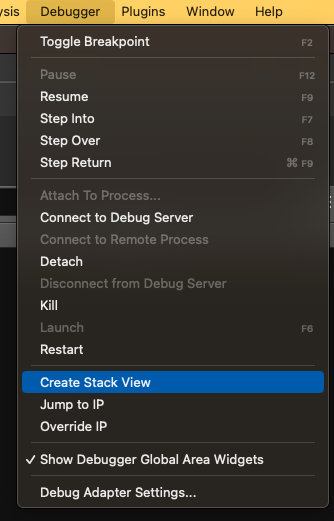 ysis Debugger Plugins Window Help
Toggle Breakpoint F2
Pause F12
Resume F9
Step Into F7
Step Over F8
Step Return ⌘ F9
Attach To Process...
Connect to Debug Server
Connect to Remote Process
Detach
Disconnect from Debug Server
Kill
Launch F6
Restart
Create Stack View
Jump to IP
Override IP
✓ Show Debugger Global Area Widgets
Debug Adapter Settings...